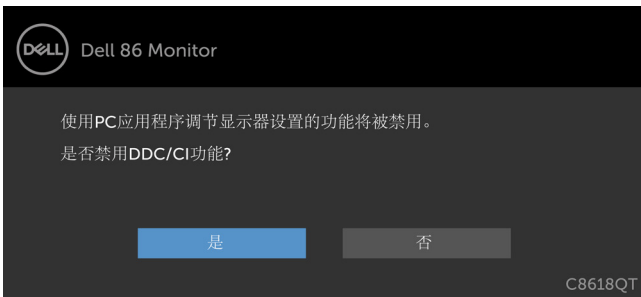 DELL
Dell 86 Monitor
使用PC应用程序调节显示器设置的功能将被禁用。
是否禁用DDC/CI功能?
是 否
C8618QT